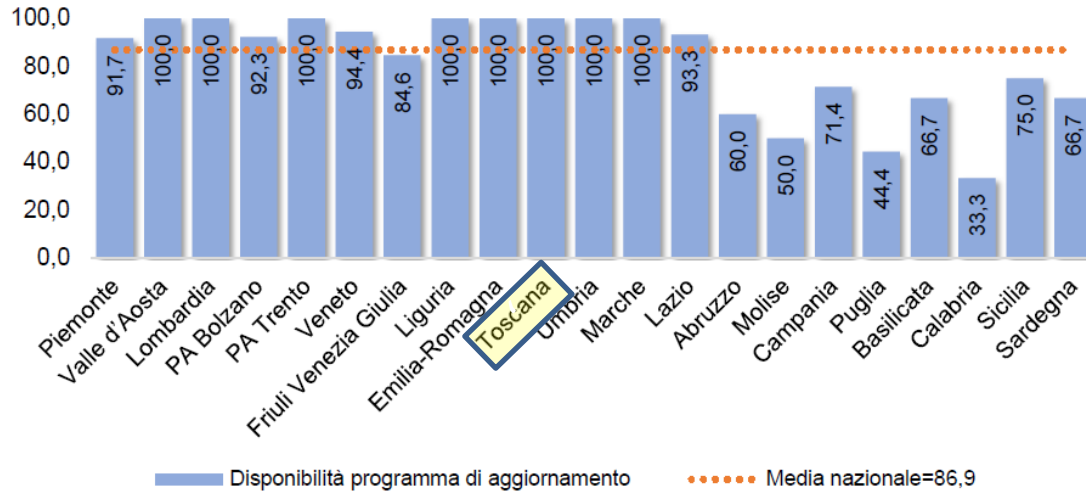 100,0
80,0
60,0
40,0
20,0
0,0
91,7
100,0
100,0
92,3
100,0
94,4
84,6
100,0
100,0
100,0
100,0
100,0
93,3
60,0
50,0
71,4
44,4
66,7
33,3
75,0
66,7
Piemonte
Valle d'Aosta
Lombardia
PA Bolzano
PA Trento
Veneto
Friuli Venezia Giulia
Liguria
Emilia-Romagna
Toscana
Umbria
Marche
Lazio
Abruzzo
Molise
Campania
Puglia
Basilicata
Calabria
Sicilia
Sardegna
Disponibilità programma di aggiornamento
Media nazionale=86,9